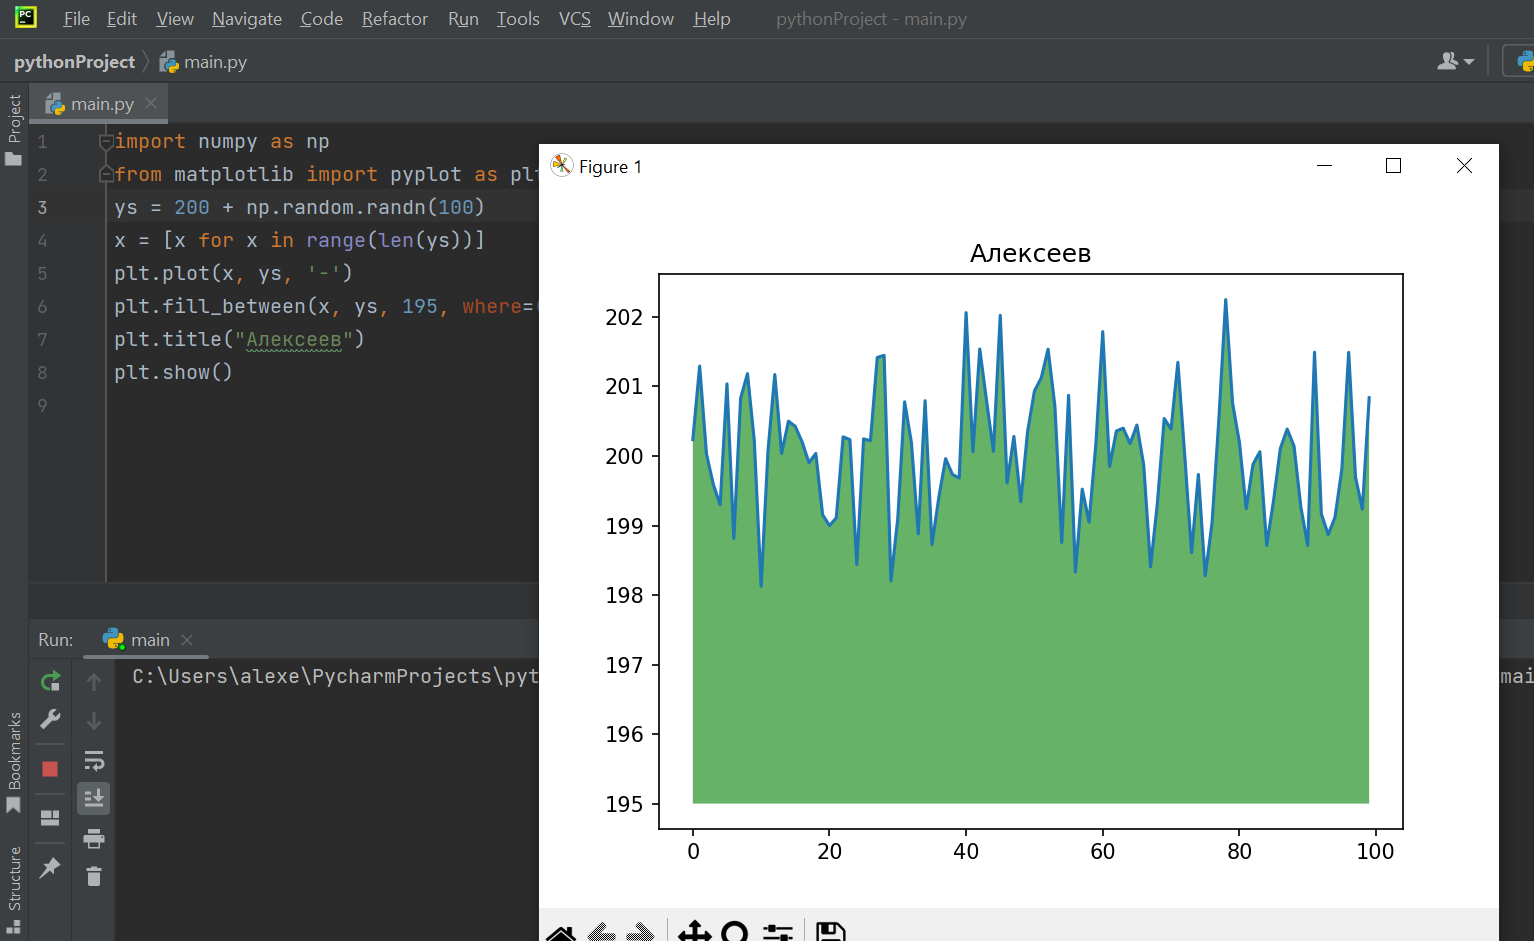 PC
File Edit View Navigate Code Refactor Run Tools VCS Window Help pythonProject - main.py
pythonProject main.py
main.py
Project
1 import numpy as np
2 from matplotlib import pyplot as plt
3 ys = 200 + np.random.randn(100)
4 x = [x for x in range(len(ys))]
5 plt.plot(x, ys, '-')
6 plt.fill_between(x, ys, 195, where=(
7 plt.title("Алексеев")
8 plt.show()
9
Figure 1
Алексеев
202
201
200
199
198
197
196
195
0 20 40 60 80 100
Run: main
C:\Users\alexe\PycharmProjects\pyt
mai
Bookmarks
Structure